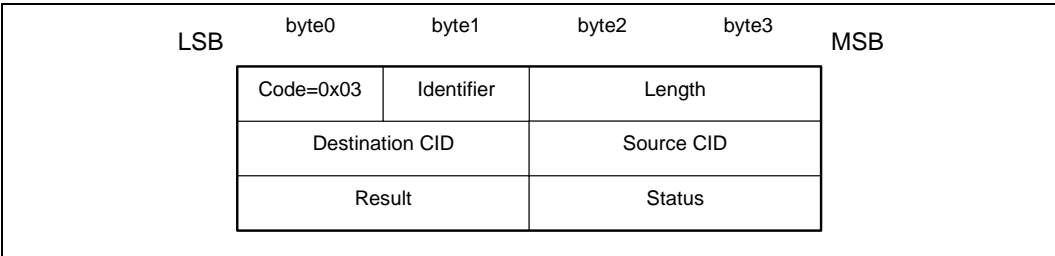 LSB byte0 byte1 byte2 byte3 MSB
Code=0x03 Identifier Length
Destination CID Source CID
Result Status